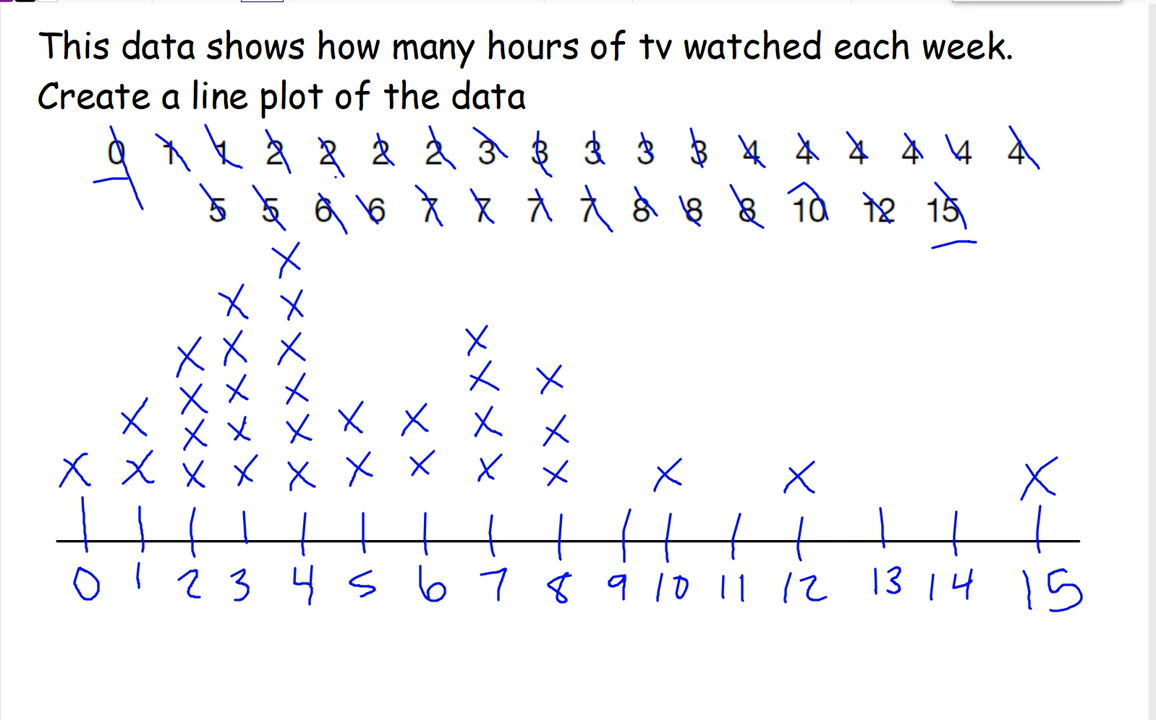 This data shows how many hours of tv watched each week.
Create a line plot of the data
0 1 1 2 2 2 2 3 3 3 3 3 4 4 4 4 4 4
5 5 6 6 7 7 7 7 8 8 8 10 12 15
X
X X
X X X X
X X X X X
X X X X X X X X
X X X X X X X X X X X X
0 1 2 3 4 5 6 7 8 9 10 11 12 13 14 15